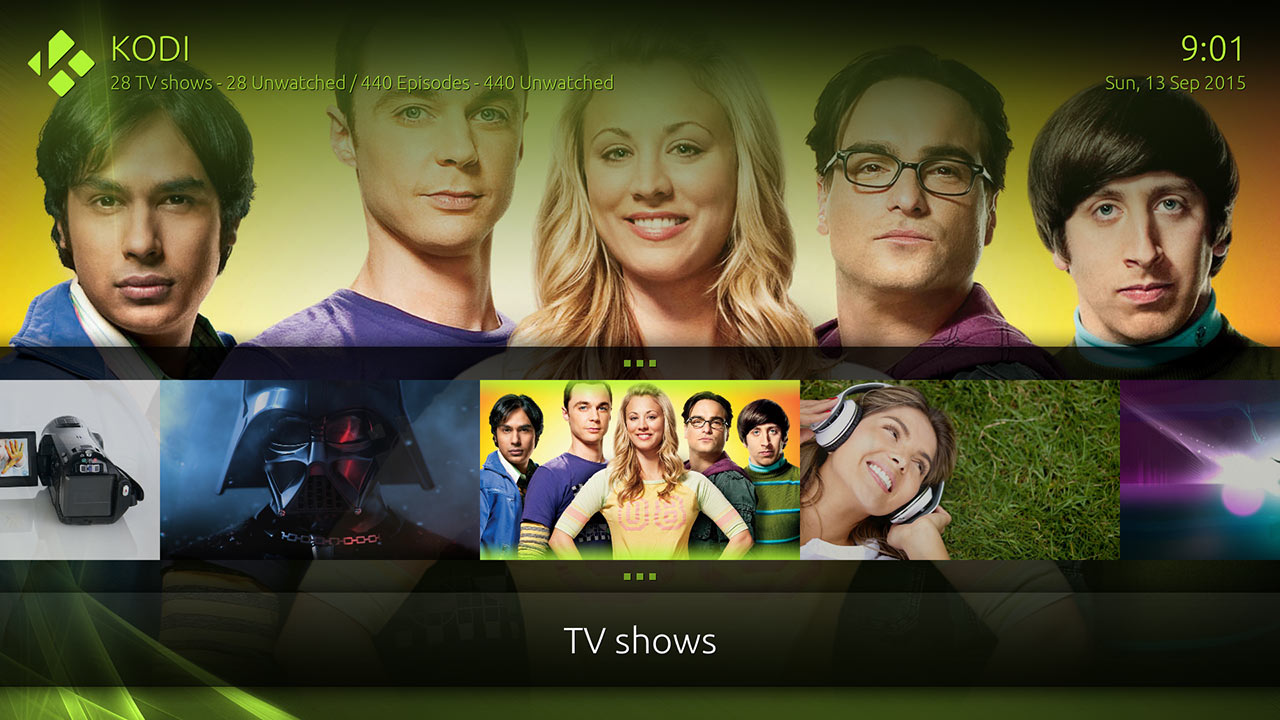 KODI
28 TV shows - 28 Unwatched / 440 Episodes - 440 Unwatched
9:01
Sun, 13 Sep 2015
TV shows